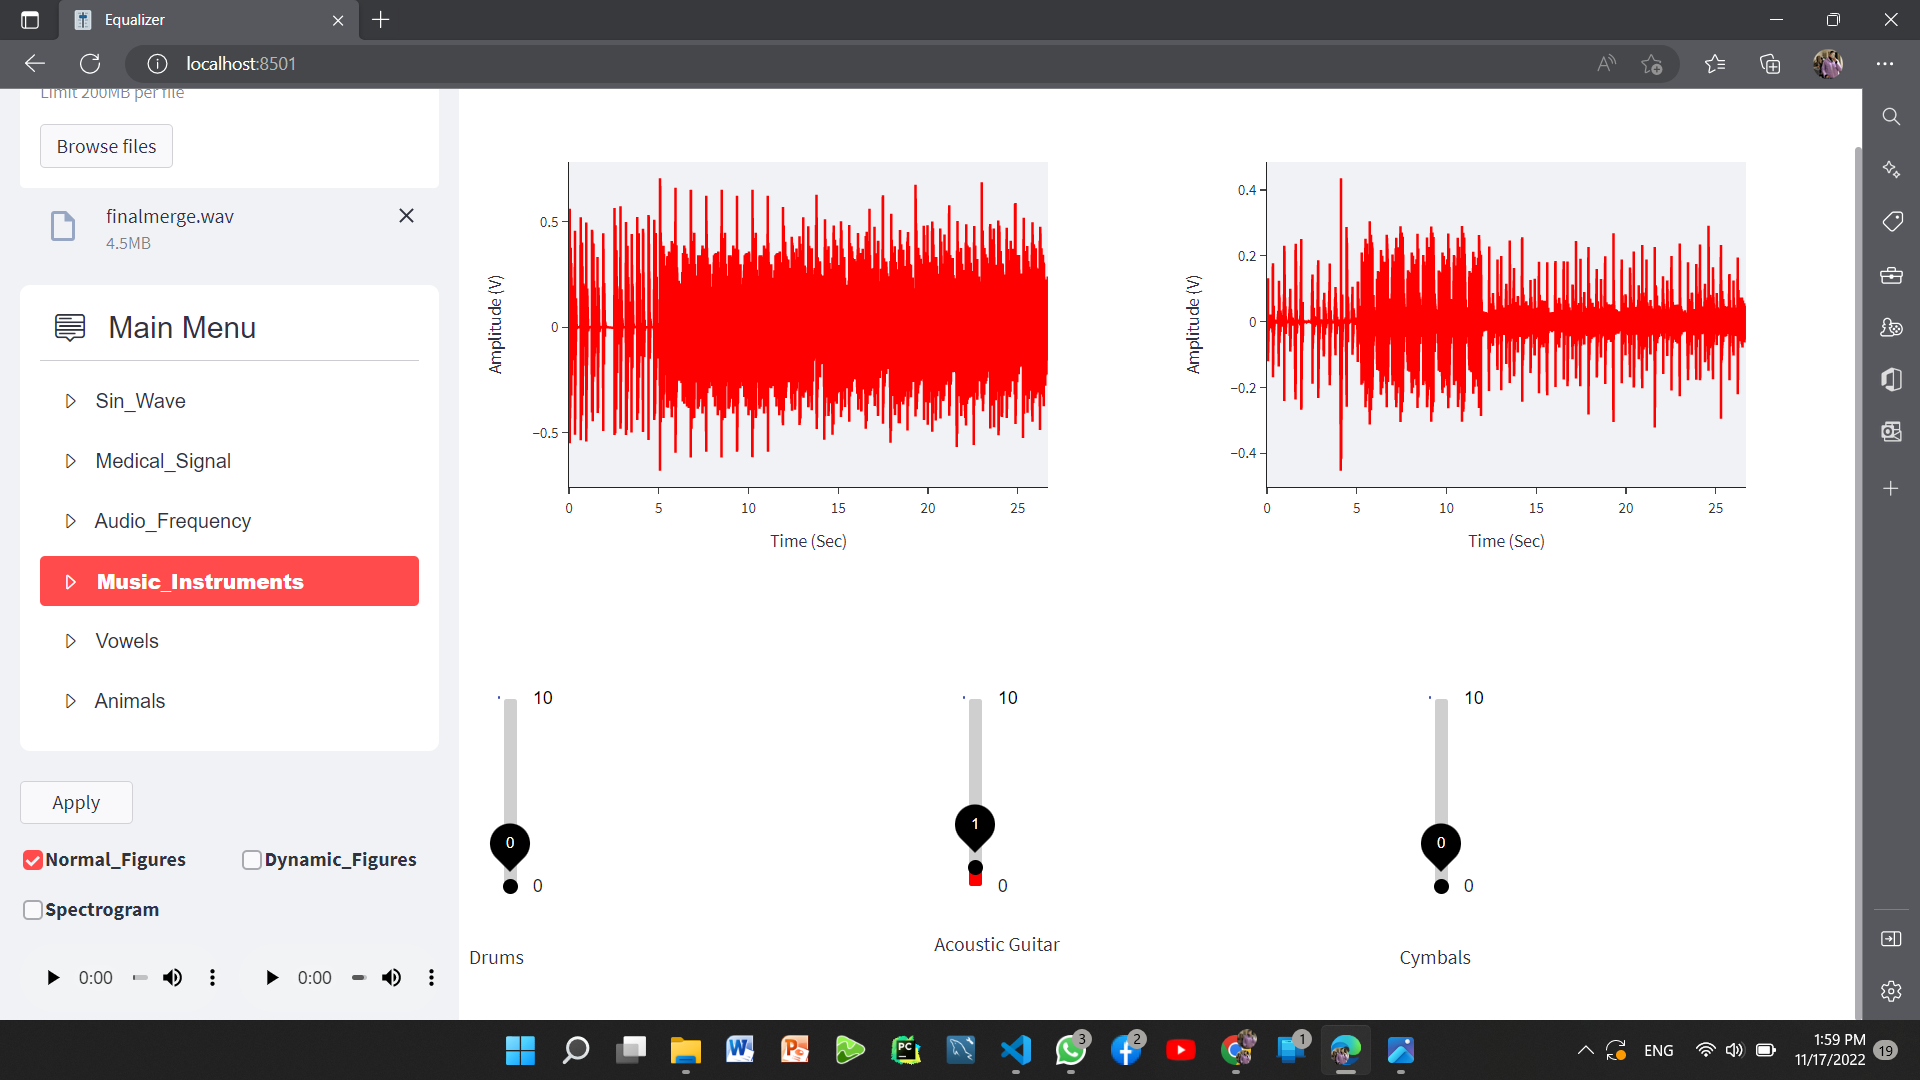 Equalizer
localhost:8501
Limit 200MB per file
Browse files
finalmerge.wav
4.5MB
Main Menu
Sin_Wave
Medical_Signal
Audio_Frequency
Music_Instruments
Vowels
Animals
Apply
Normal_Figures
Dynamic_Figures
Spectrogram
0:00
0:00
Amplitude (V)
0.5
0
−0.5
0 5 10 15 20 25
Time (Sec)
Amplitude (V)
0.4
0.2
0
−0.2
−0.4
0 5 10 15 20 25
Time (Sec)
10
0
0
Drums
10
1
0
Acoustic Guitar
10
0
0
Cymbals
PC
3
2
1
ENG
1:59 PM
11/17/2022
19